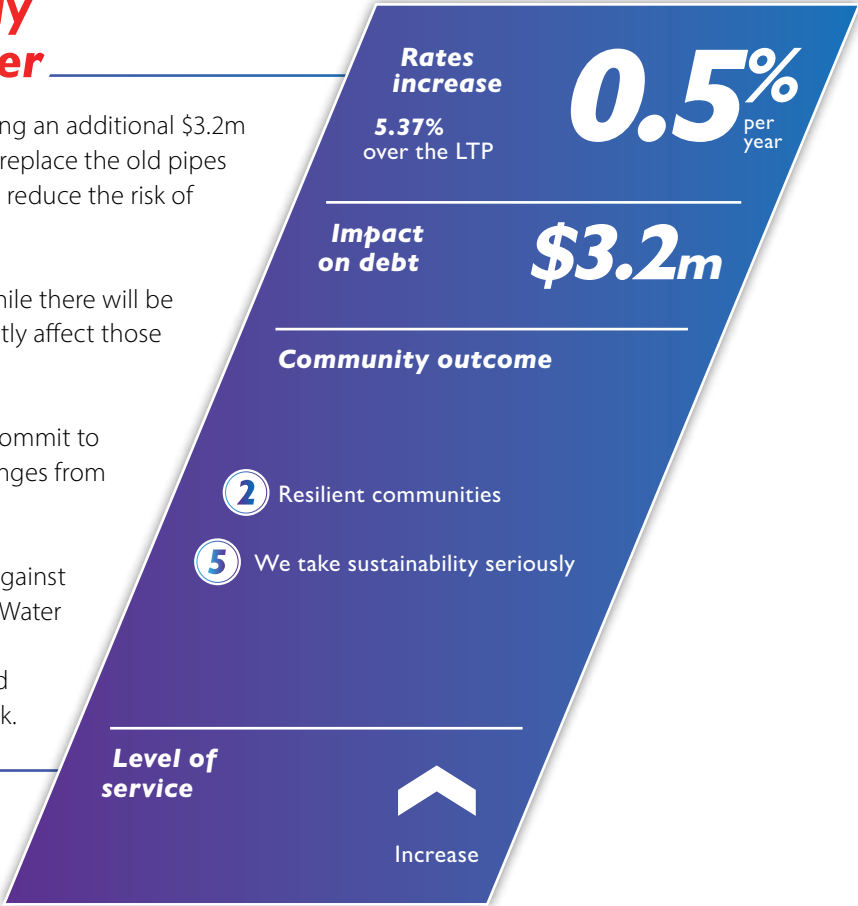 er
ng an additional $3.2m
replace the old pipes
reduce the risk of
hile there will be
tly affect those
ommit to
nges from
gainst
Water
d
k.
Rates
increase
5.37%
over the LTP
0.5%
per
year
Impact
on debt
$3.2m
Community outcome
2 Resilient communities
5 We take sustainability seriously
Level of
service
Increase